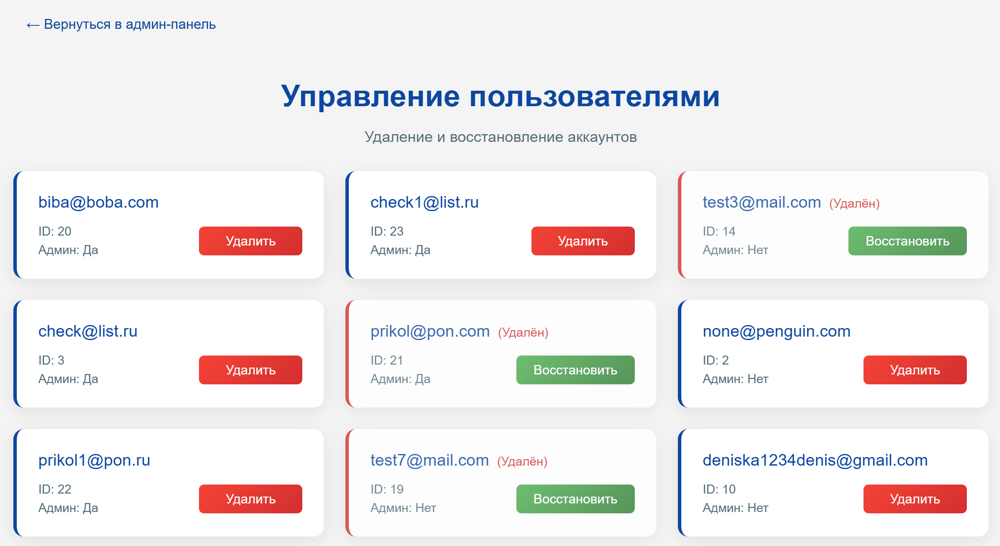 ← Вернуться в админ-панель
Управление пользователями
Удаление и восстановление аккаунтов
biba@boba.com
ID: 20
Админ: Да
Удалить
check1@list.ru
ID: 23
Админ: Да
Удалить
test3@mail.com (Удалён)
ID: 14
Админ: Нет
Восстановить
check@list.ru
ID: 3
Админ: Да
Удалить
prikol@pon.com (Удалён)
ID: 21
Админ: Да
Восстановить
none@penguin.com
ID: 2
Админ: Нет
Удалить
prikol1@pon.ru
ID: 22
Админ: Да
Удалить
test7@mail.com (Удалён)
ID: 19
Админ: Нет
Восстановить
deniska1234denis@gmail.com
ID: 10
Админ: Нет
Удалить